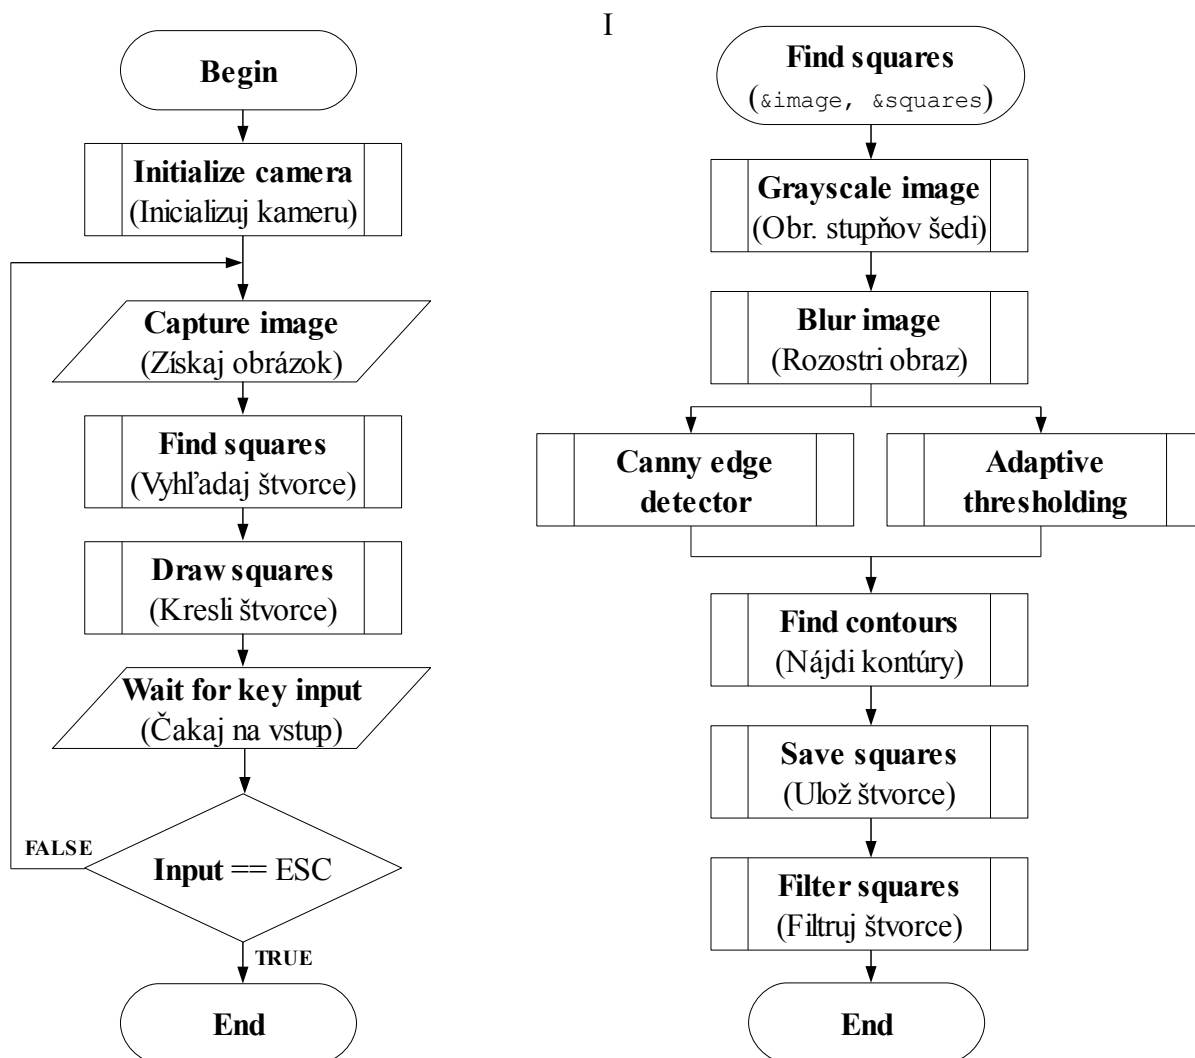 Begin
Initialize camera
(Inicializuj kameru)
Capture image
(Získaj obrázok)
Find squares
(Vyhľadaj štvorce)
Draw squares
(Kresli štvorce)
Wait for key input
(Čakaj na vstup)
FALSE
Input == ESC
TRUE
End
I
Find squares
(&image, &squares)
Grayscale image
(Obr. stupňov šedi)
Blur image
(Rozostri obraz)
Canny edge
detector
Adaptive
thresholding
Find contours
(Nájdi kontúry)
Save squares
(Ulož štvorce)
Filter squares
(Filtruj štvorce)
End